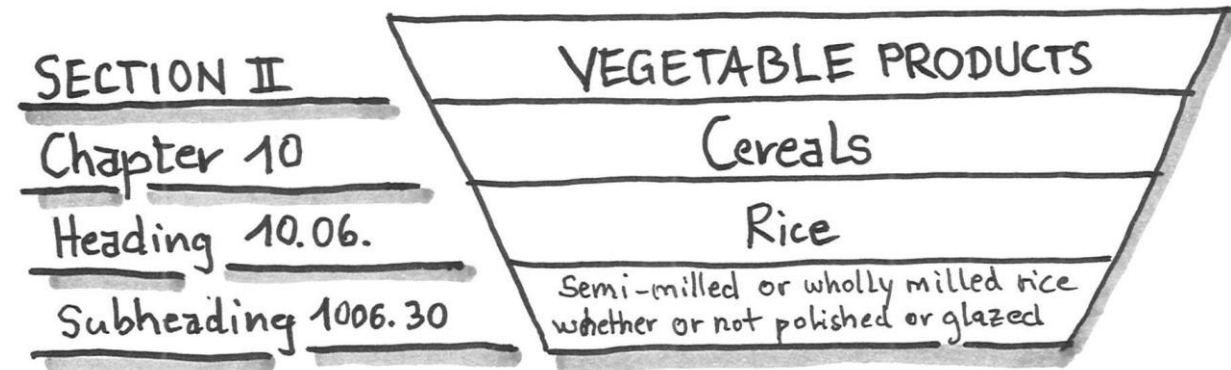 SECTION II
VEGETABLE PRODUCTS
Chapter 10
Cereals
Heading 10.06.
Rice
Subheading 1006.30
Semi-milled or wholly milled rice
whether or not polished or glazed